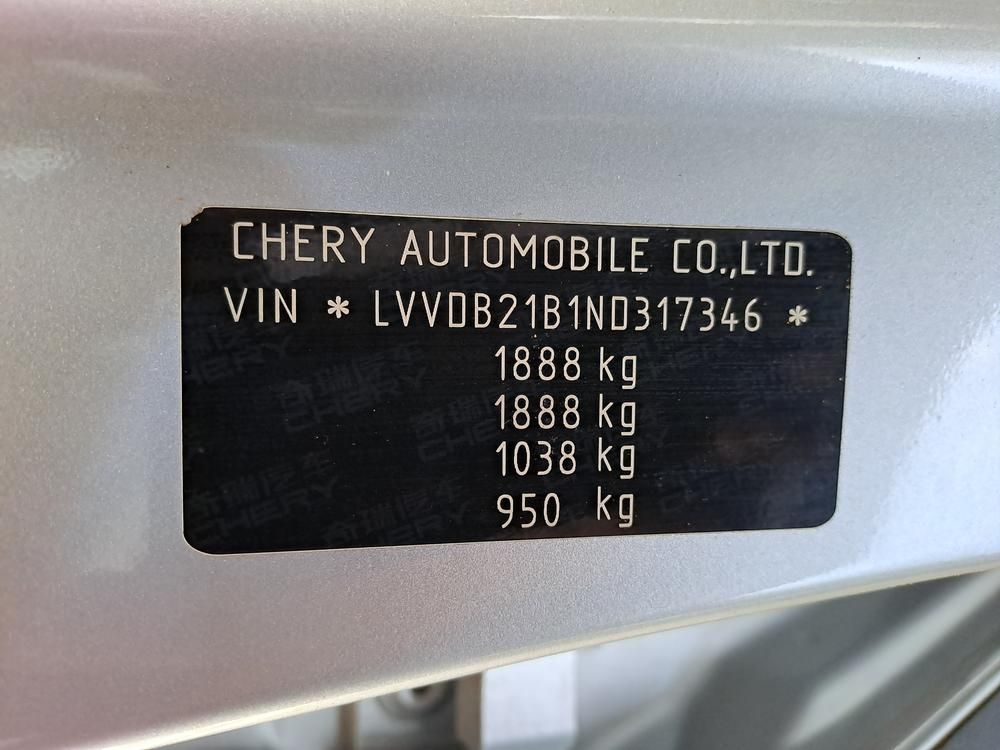 CHERY AUTOMOBILE CO.,LTD.
VIN * LVVDB21B1ND317346 *
1888 kg
1888 kg
1038 kg
950 kg